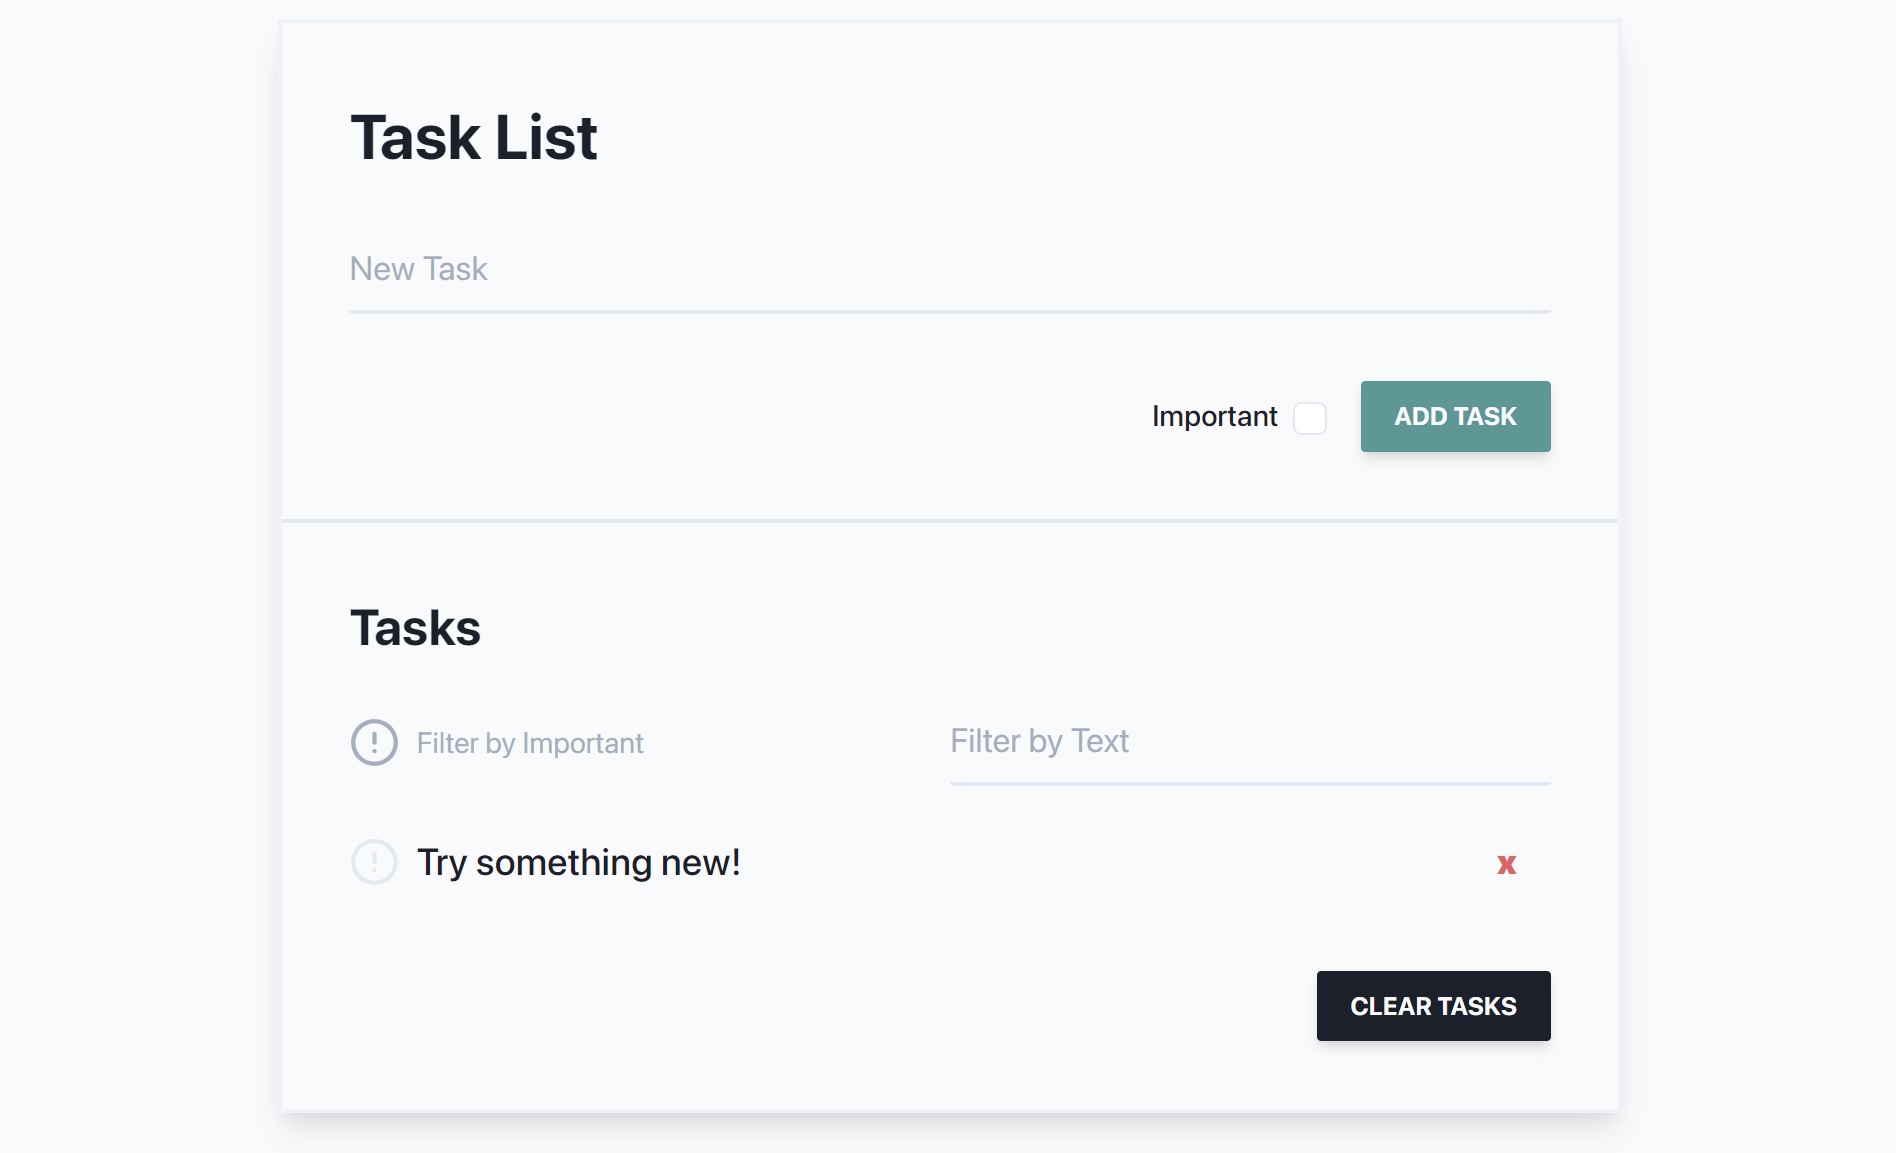 Task List
New Task
Important
ADD TASK
Tasks
Filter by Important
Filter by Text
Try something new!
x
CLEAR TASKS